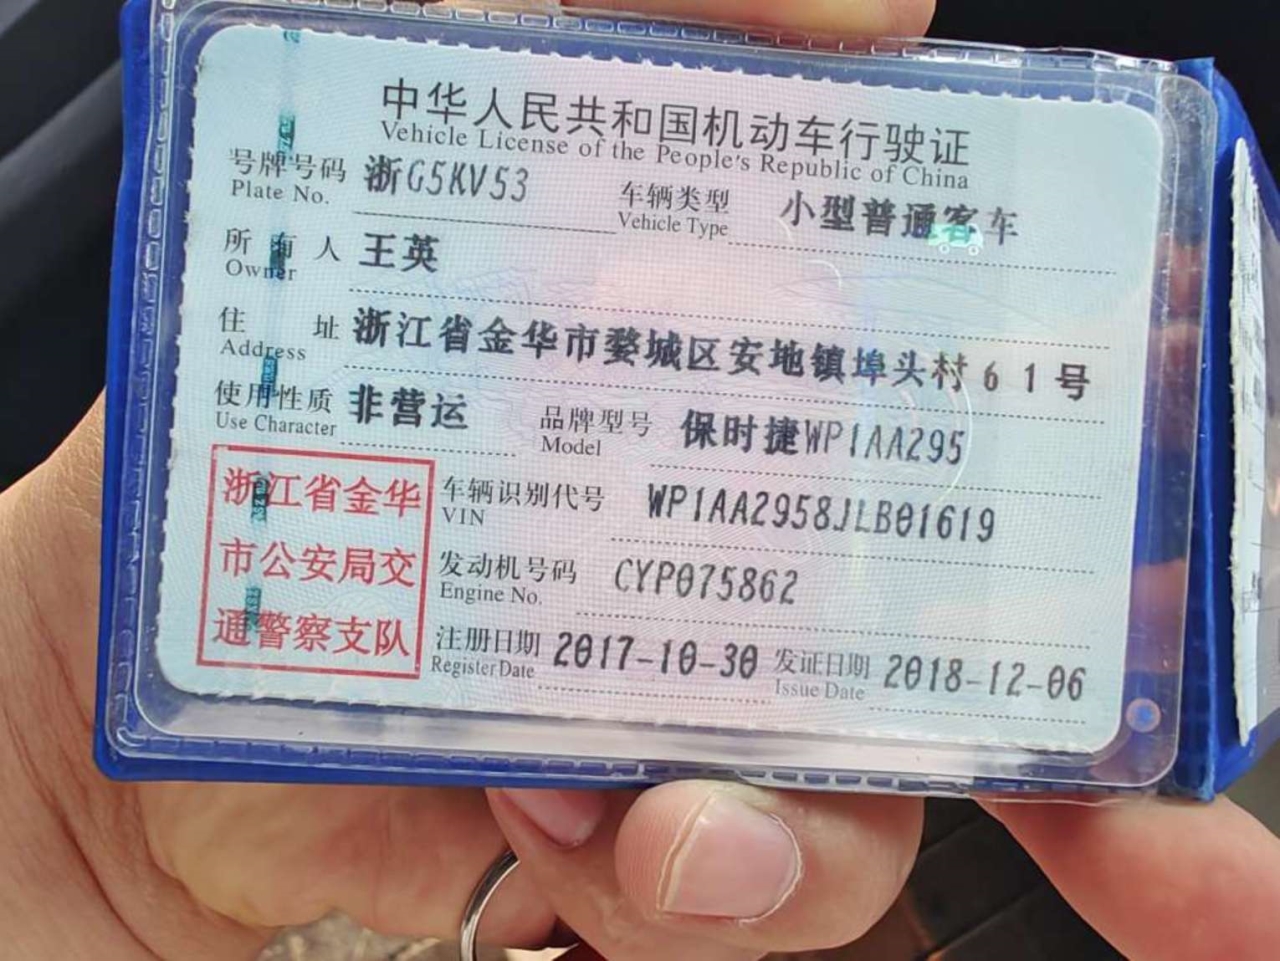 中华人民共和国机动车行驶证
Vehicle License of the People's Republic of China
号牌号码 浙G5KV53 车辆类型 小型普通客车
Plate No. Vehicle Type
所有人 王英
Owner
住址 浙江省金华市婺城区安地镇埠头村61号
Address
使用性质 非营运 品牌型号 保时捷WP1AA295
Use Character Model
浙江省金华
市公安局交
通警察支队
车辆识别代号 WP1AA2958JLB01619
VIN
发动机号码 CYP075862
Engine No.
注册日期 2017-10-30 发证日期 2018-12-06
Register Date Issue Date